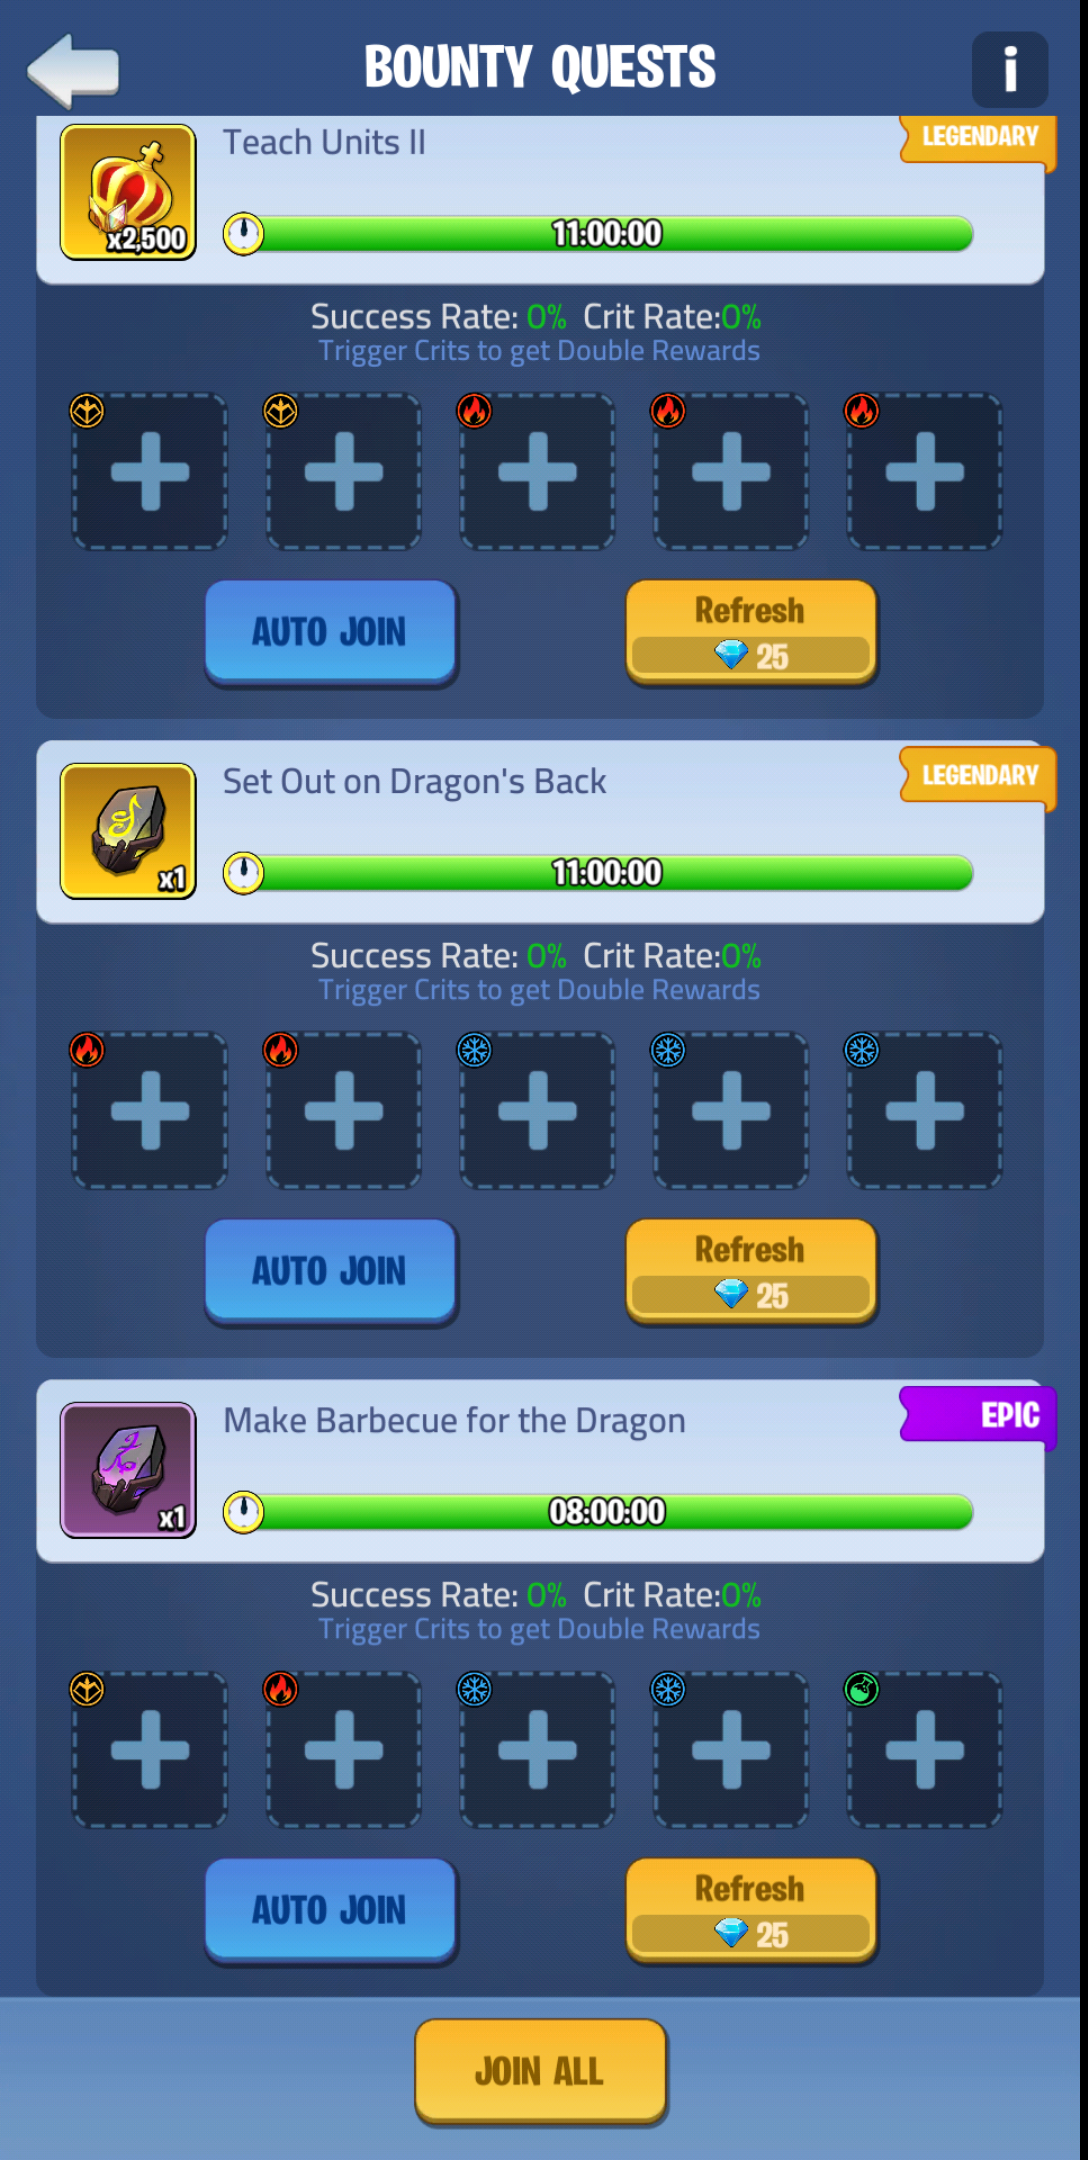 BOUNTY QUESTS
i
Teach Units II
LEGENDARY
x2,500
11:00:00
Success Rate: 0% Crit Rate:0%
Trigger Crits to get Double Rewards
AUTO JOIN
Refresh
25
Set Out on Dragon's Back
LEGENDARY
x1
11:00:00
Success Rate: 0% Crit Rate:0%
Trigger Crits to get Double Rewards
AUTO JOIN
Refresh
25
Make Barbecue for the Dragon
EPIC
x1
08:00:00
Success Rate: 0% Crit Rate:0%
Trigger Crits to get Double Rewards
AUTO JOIN
Refresh
25
JOIN ALL